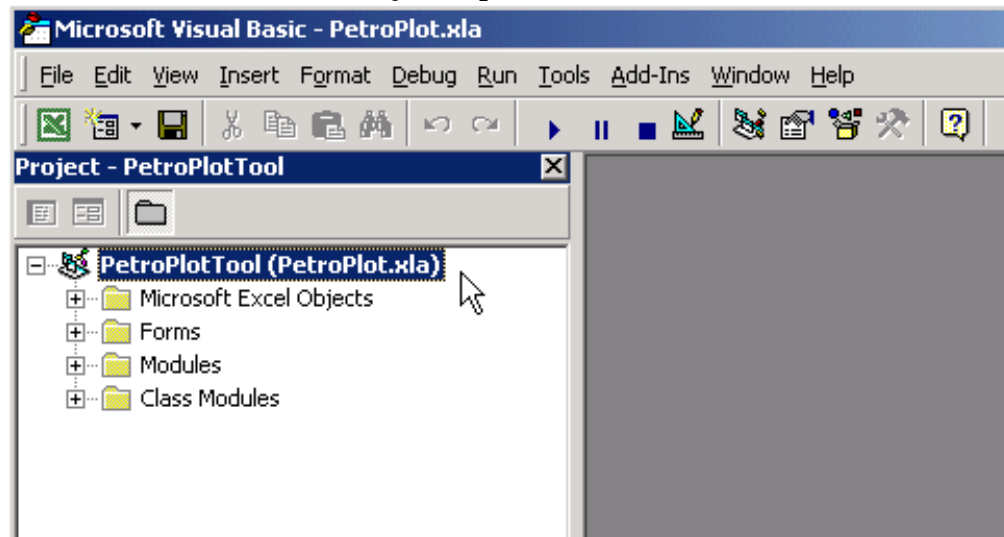 Microsoft Visual Basic - PetroPlot.xla
File Edit View Insert Format Debug Run Tools Add-Ins Window Help
Project - PetroPlotTool
PetroPlotTool (PetroPlot.xla)
Microsoft Excel Objects
Forms
Modules
Class Modules